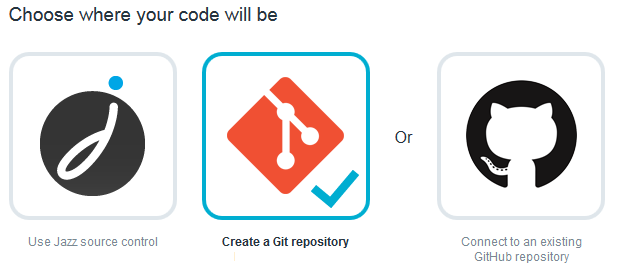 Choose where your code will be
Or
Use Jazz source control
Create a Git repository
Connect to an existing
GitHub repository